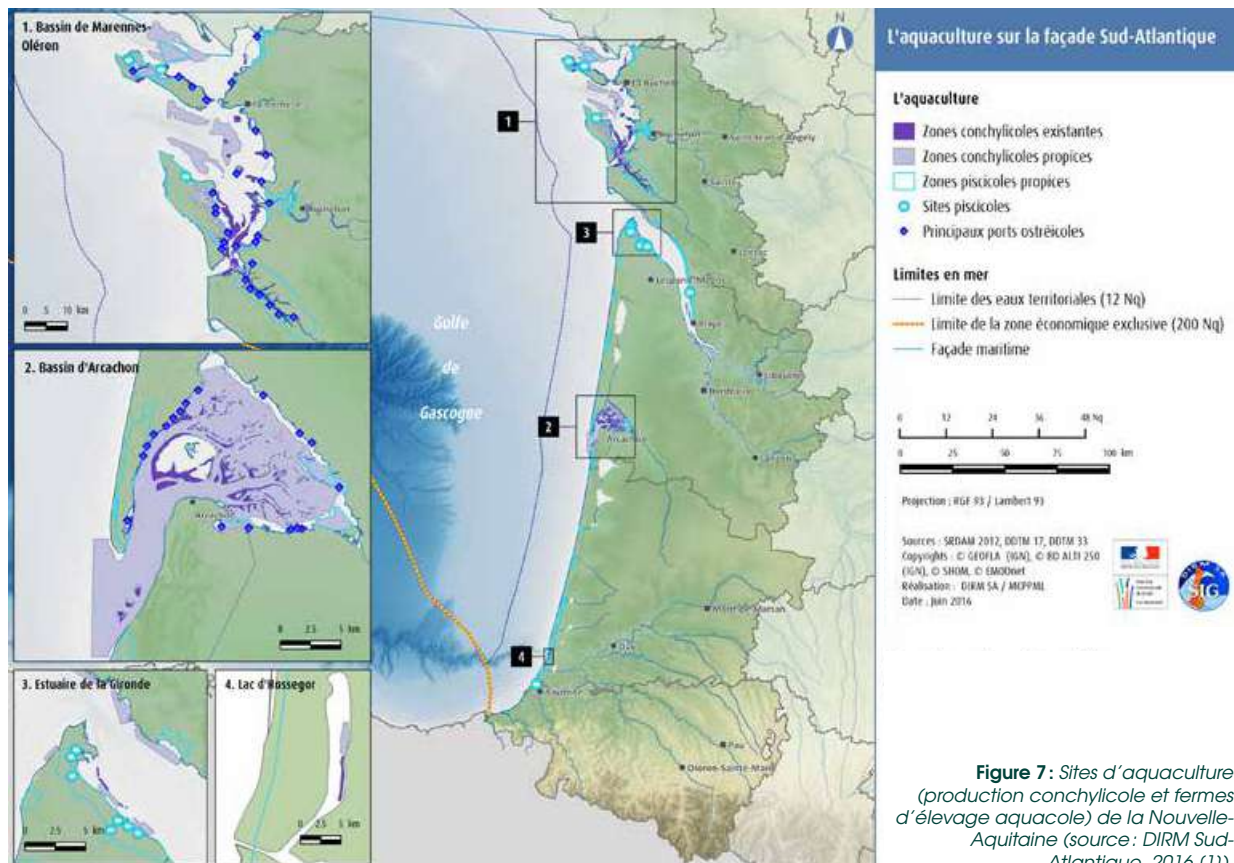 1. Bassin de Marennes-
Oléron
La Rochelle
Rochefort
0 5 10 km
2. Bassin d'Arcachon
Arcachon
0 2.5 5 km
3. Estuaire de la Gironde
0 2.5 5 km
4. Lac d'Hossegor
0 2.5 5 km
N
1
La Rochelle
Rochefort
Saint-Jean-d'Angely
Saintes
3
Jonzac
Lesparre-Médoc
Blaye
Libourne
Bordeaux
Golfe
de
Gascogne
2
Arcachon
Langon
Mont-de-Marsan
4
Dax
Bayonne
Pau
Oloron-Sainte-Marie
L'aquaculture sur la façade Sud-Atlantique
L'aquaculture
Zones conchylicoles existantes
Zones conchylicoles propices
Zones piscicoles propices
Sites piscicoles
Principaux ports ostréicoles
Limites en mer
Limite des eaux territoriales (12 Nq)
Limite de la zone économique exclusive (200 Nq)
Façade maritime
0 12 24 36 48 Nq
0 25 50 75 100 km
Projection : RGF 93 / Lambert 93
Sources : SRDAM 2012, DDTM 17, DDTM 33
Copyrights : © GEOFLA (IGN), © BD ALTI 250
(IGN), © SHOM, © EMODnet
Réalisation : DIRM SA / MCPPML
Date : Juin 2016
DIRM SA
SIG
Figure 7 : Sites d'aquaculture
(production conchylicole et fermes
d'élevage aquacole) de la Nouvelle-
Aquitaine (source : DIRM Sud-
Atlantique, 2016 (1)).